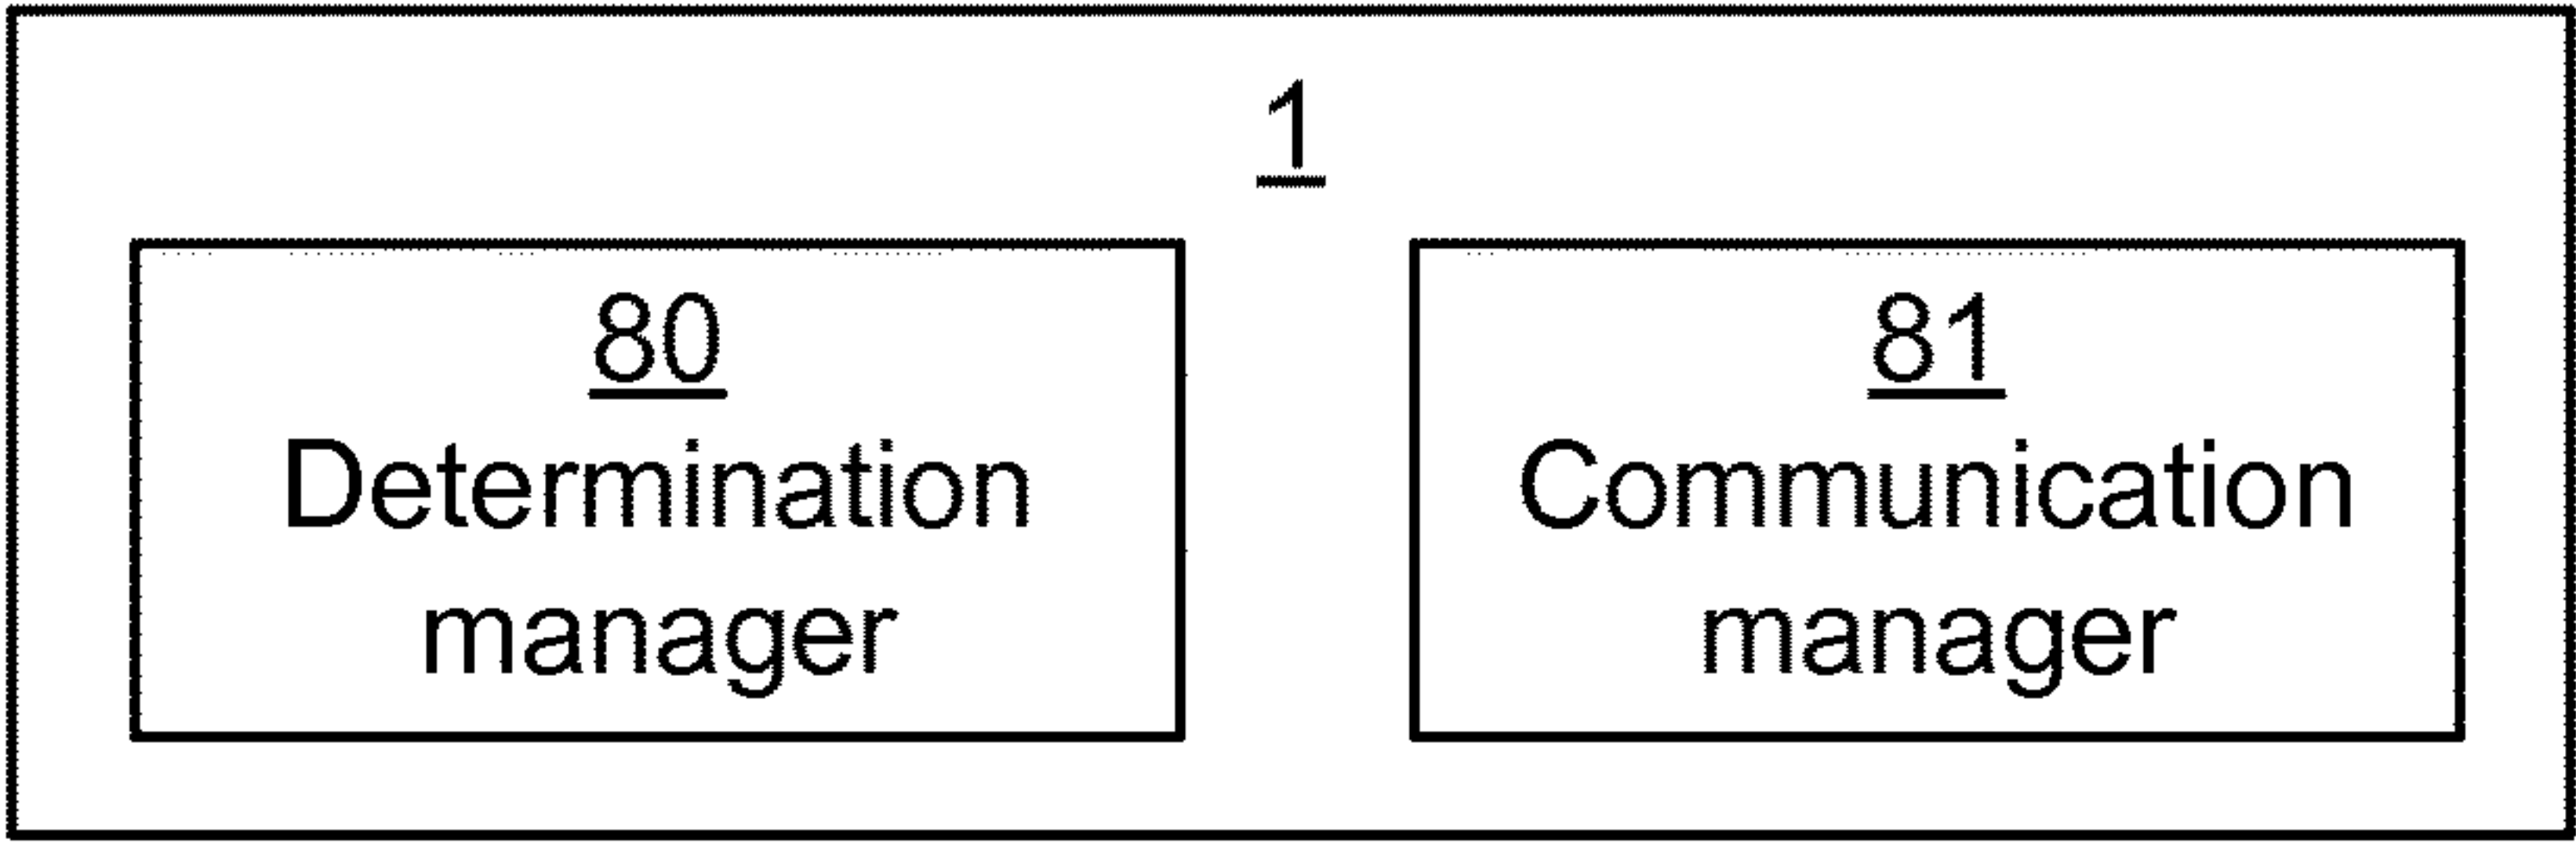 1
80
Determination
manager
81
Communication
manager